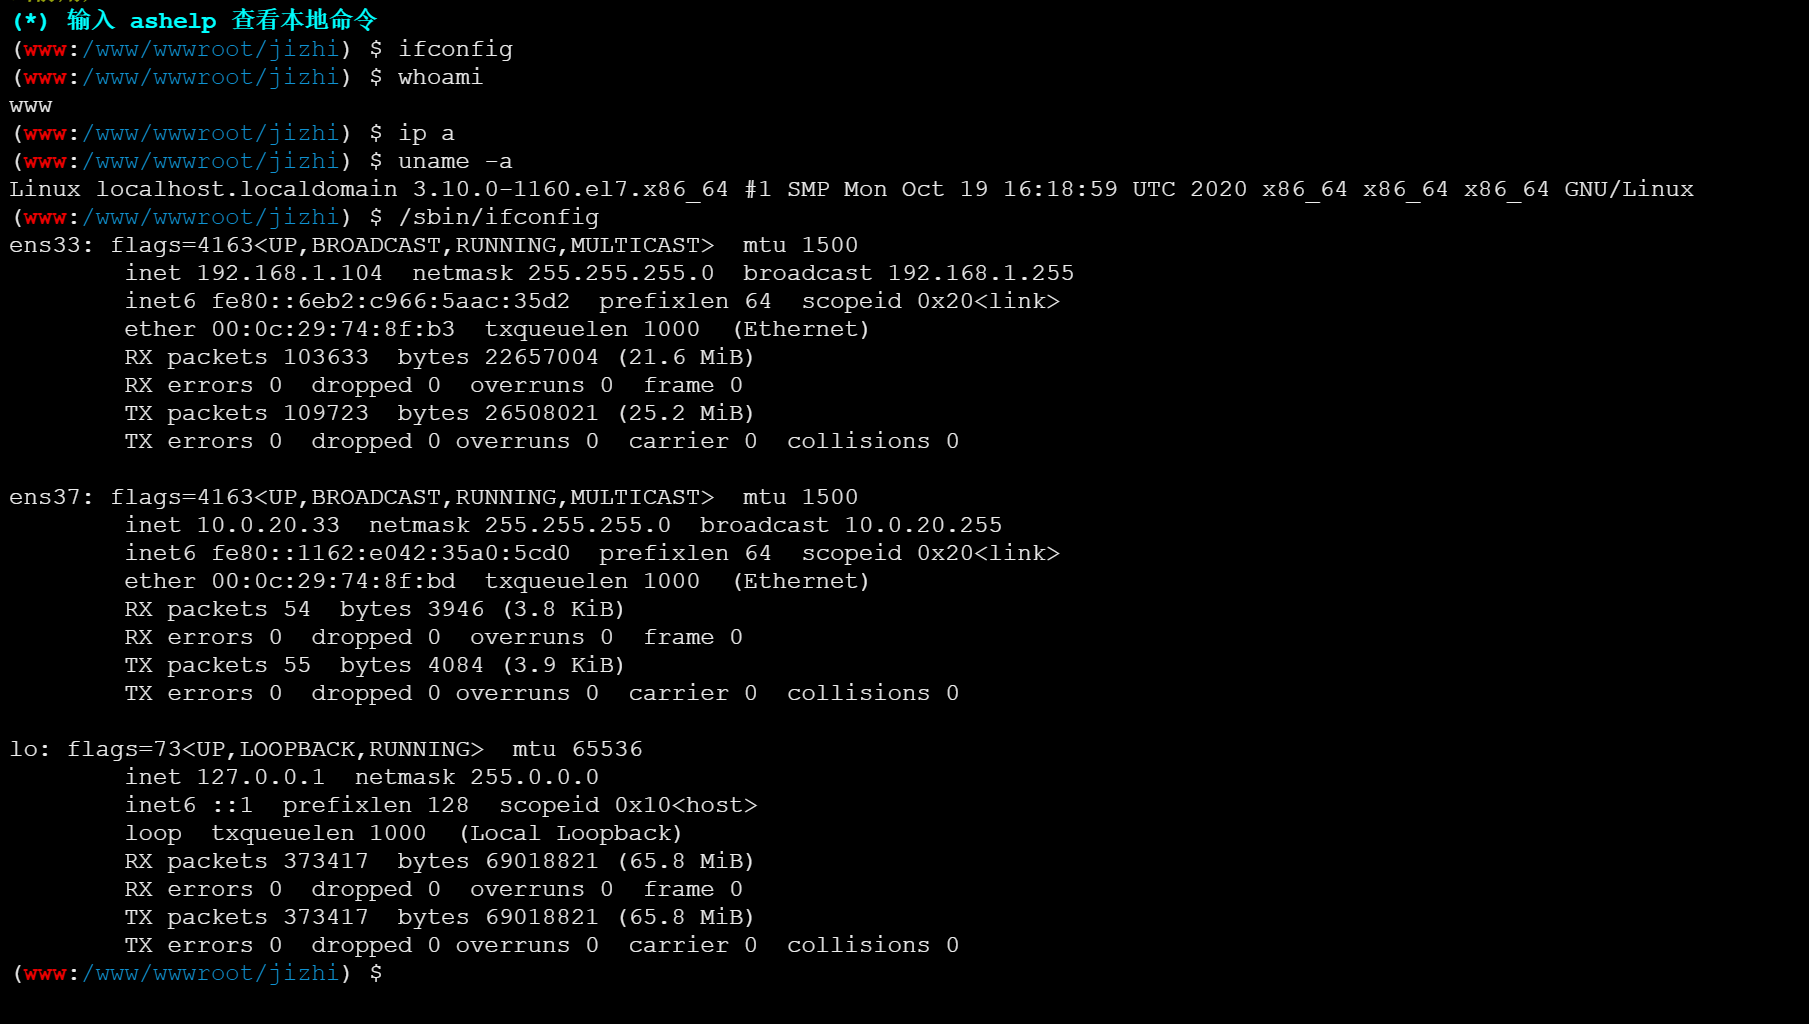 (*) 输入 ashelp 查看本地命令
(www:/www/wwwroot/jizhi) $ ifconfig
(www:/www/wwwroot/jizhi) $ whoami
www
(www:/www/wwwroot/jizhi) $ ip a
(www:/www/wwwroot/jizhi) $ uname -a
Linux localhost.localdomain 3.10.0-1160.el7.x86_64 #1 SMP Mon Oct 19 16:18:59 UTC 2020 x86_64 x86_64 x86_64 GNU/Linux
(www:/www/wwwroot/jizhi) $ /sbin/ifconfig
ens33: flags=4163<UP,BROADCAST,RUNNING,MULTICAST>  mtu 1500
        inet 192.168.1.104  netmask 255.255.255.0  broadcast 192.168.1.255
        inet6 fe80::6eb2:c966:5aac:35d2  prefixlen 64  scopeid 0x20<link>
        ether 00:0c:29:74:8f:b3  txqueuelen 1000  (Ethernet)
        RX packets 103633  bytes 22657004 (21.6 MiB)
        RX errors 0  dropped 0  overruns 0  frame 0
        TX packets 109723  bytes 26508021 (25.2 MiB)
        TX errors 0  dropped 0 overruns 0  carrier 0  collisions 0

ens37: flags=4163<UP,BROADCAST,RUNNING,MULTICAST>  mtu 1500
        inet 10.0.20.33  netmask 255.255.255.0  broadcast 10.0.20.255
        inet6 fe80::1162:e042:35a0:5cd0  prefixlen 64  scopeid 0x20<link>
        ether 00:0c:29:74:8f:bd  txqueuelen 1000  (Ethernet)
        RX packets 54  bytes 3946 (3.8 KiB)
        RX errors 0  dropped 0  overruns 0  frame 0
        TX packets 55  bytes 4084 (3.9 KiB)
        TX errors 0  dropped 0 overruns 0  carrier 0  collisions 0

lo: flags=73<UP,LOOPBACK,RUNNING>  mtu 65536
        inet 127.0.0.1  netmask 255.0.0.0
        inet6 ::1  prefixlen 128  scopeid 0x10<host>
        loop  txqueuelen 1000  (Local Loopback)
        RX packets 373417  bytes 69018821 (65.8 MiB)
        RX errors 0  dropped 0  overruns 0  frame 0
        TX packets 373417  bytes 69018821 (65.8 MiB)
        TX errors 0  dropped 0 overruns 0  carrier 0  collisions 0
(www:/www/wwwroot/jizhi) $